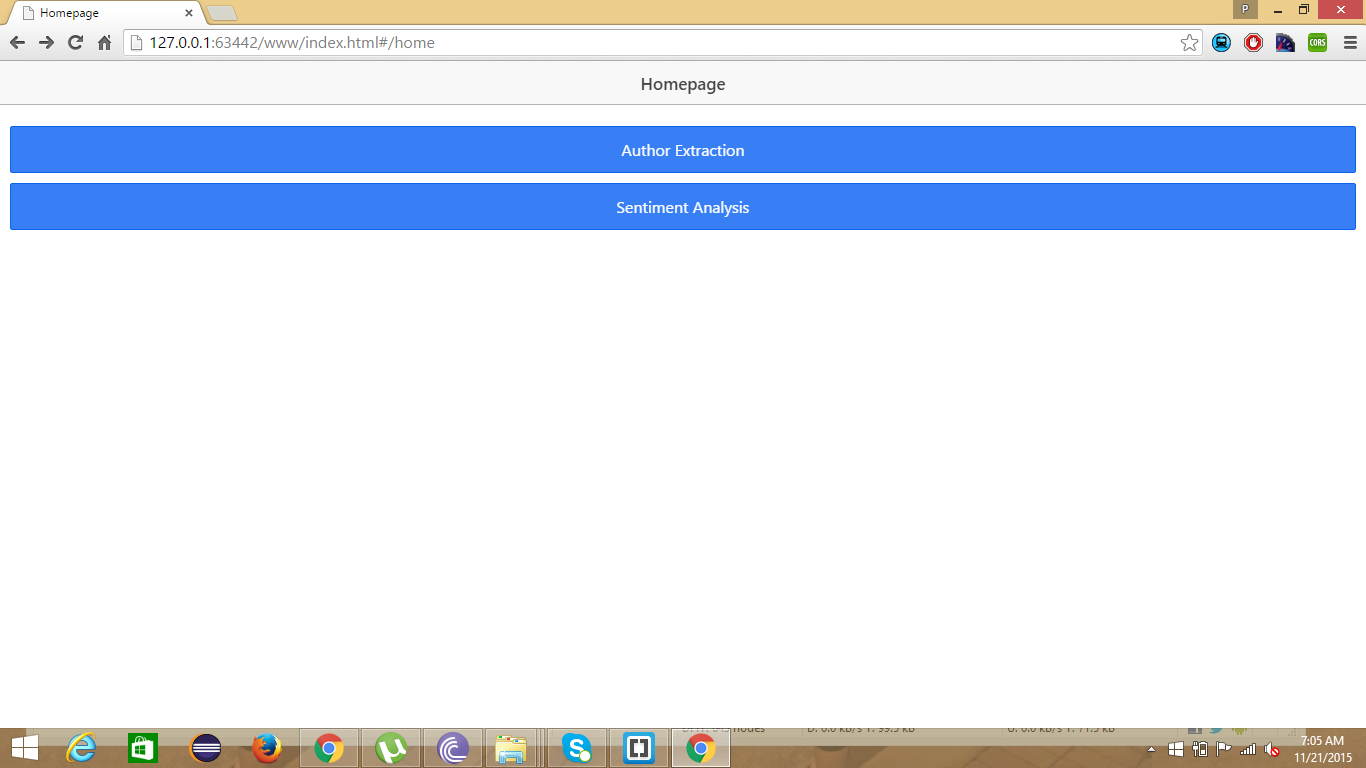 Homepage
P
127.0.0.1:63442/www/index.html#/home
CORS
Homepage
Author Extraction
Sentiment Analysis
7:05 AM
11/21/2015